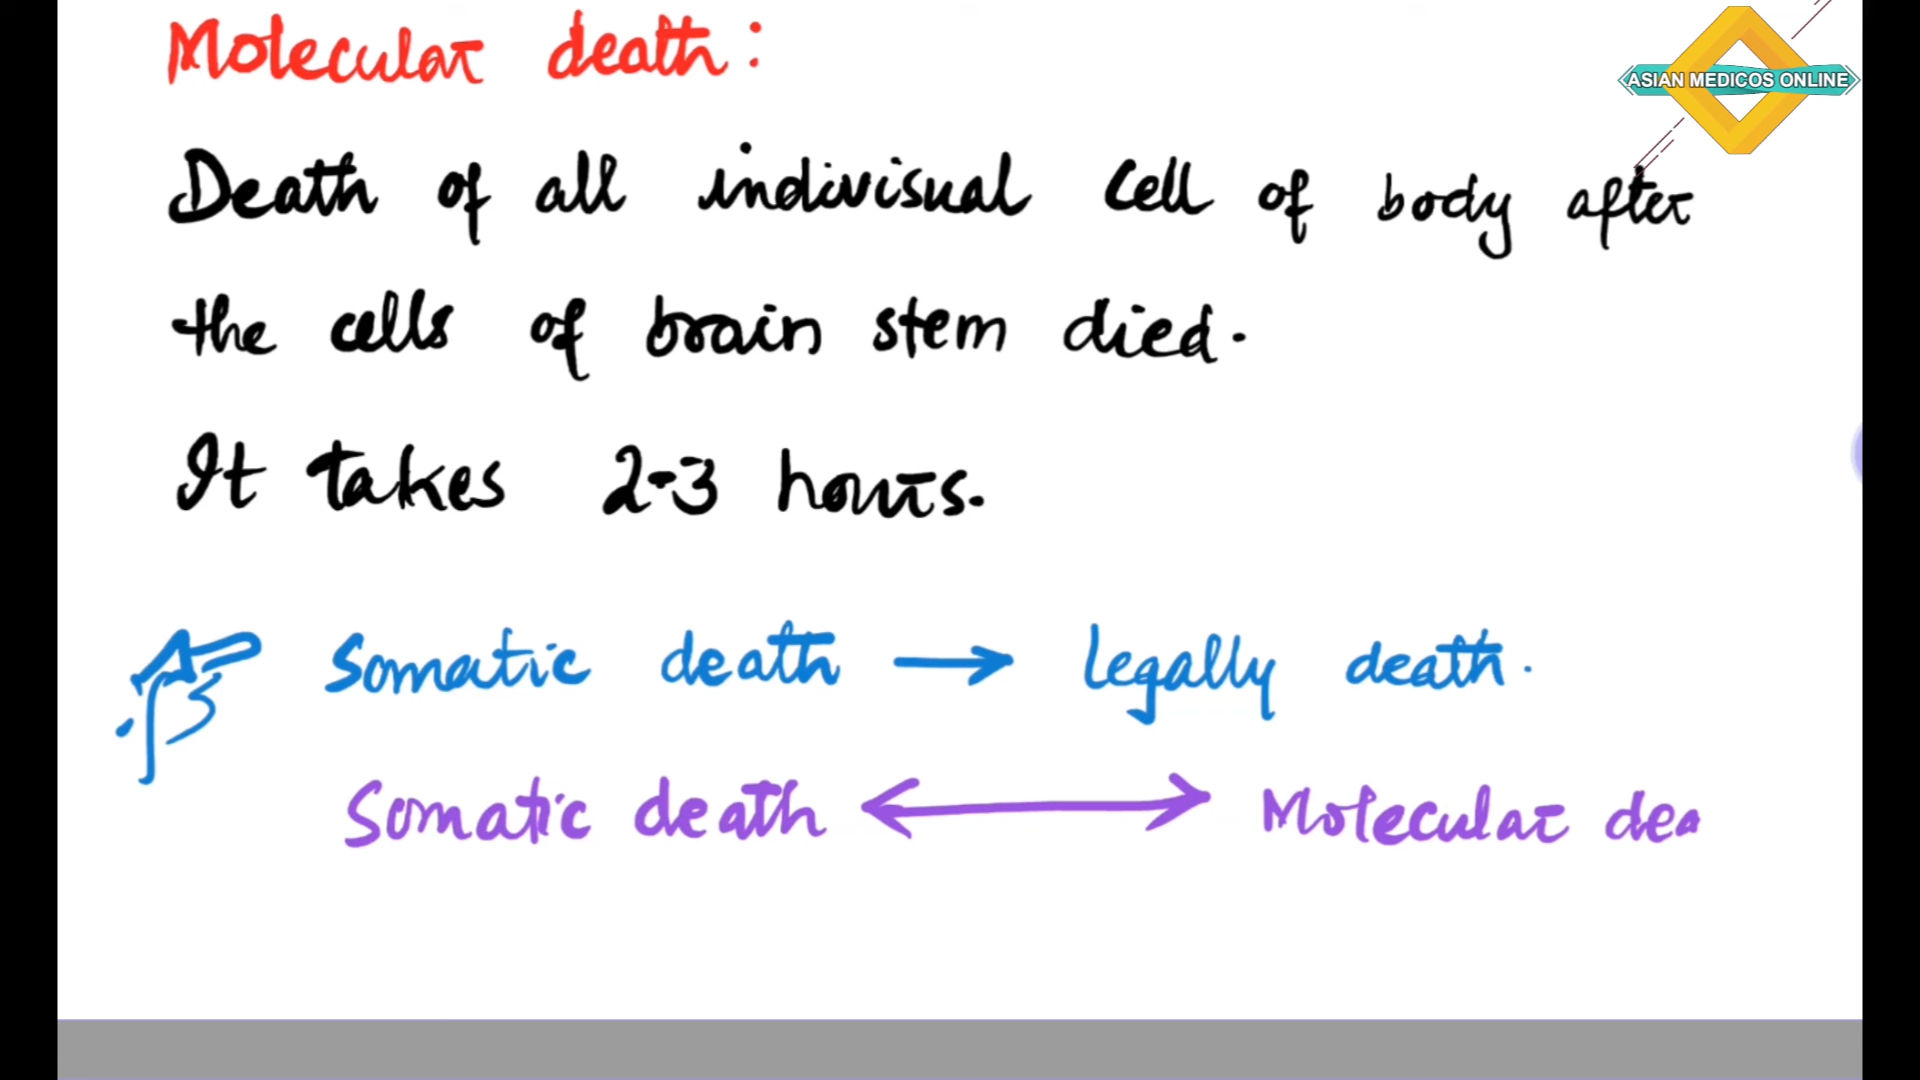 Molecular death:
ASIAN MEDICOS ONLINE
Death of all indivisual cell of body after
the cells of brain stem died.
It takes 2-3 hours.
Somatic death → legally death.
Somatic death ↔ Molecular dea